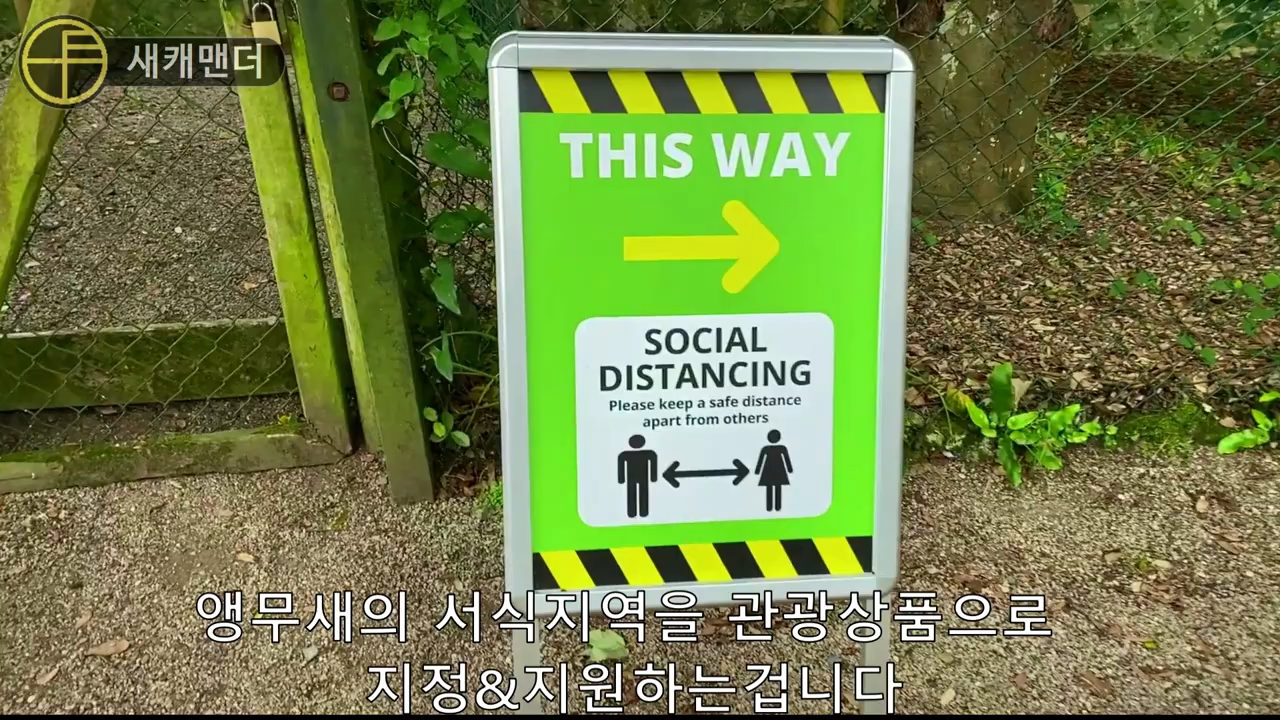 새캐맨더
THIS WAY
SOCIAL
DISTANCING
Please keep a safe distance
apart from others
앵무새의 서식지역을 관광상품으로
지정&지원하는겁니다